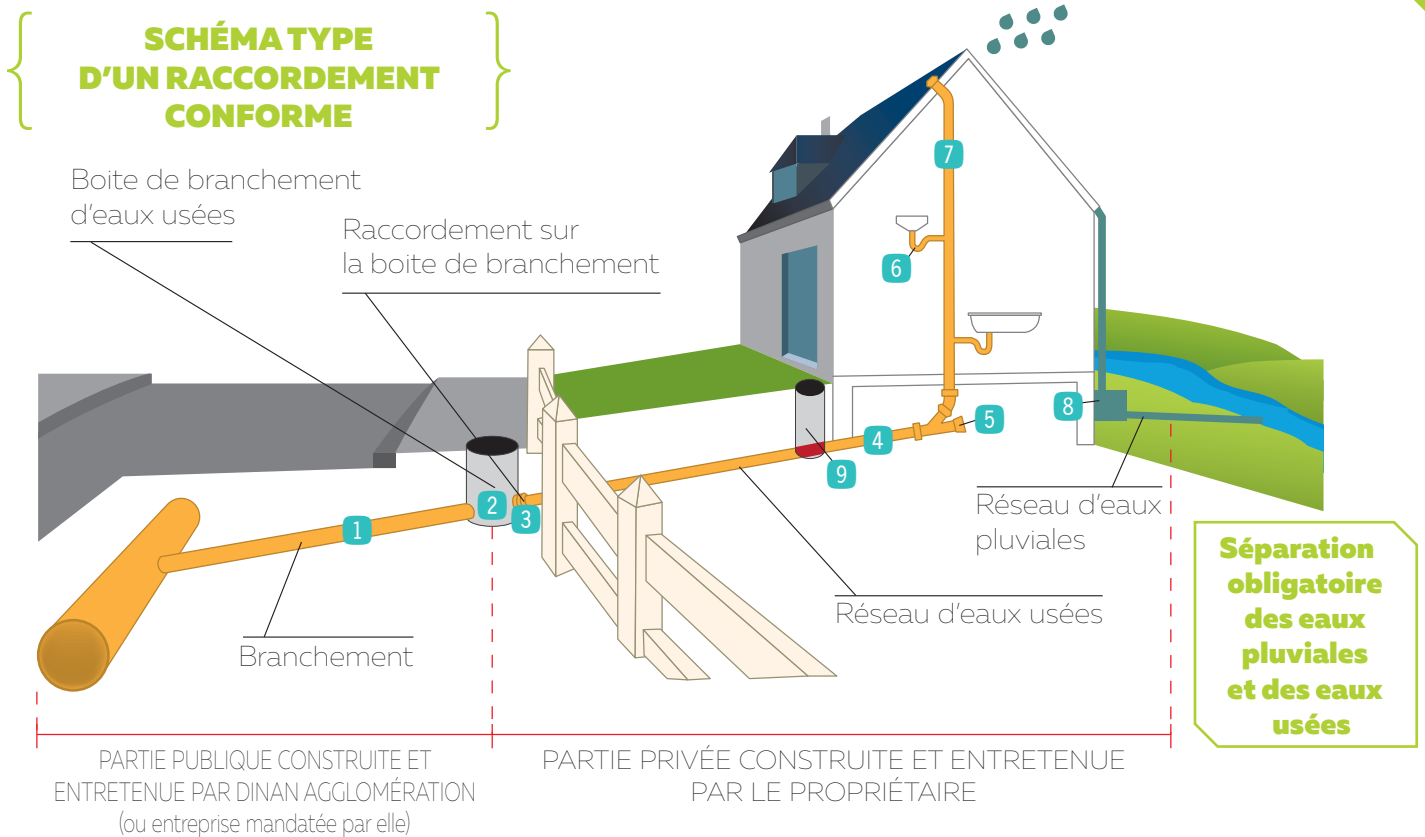 SCHÉMA TYPE
D'UN RACCORDEMENT
CONFORME
Boite de branchement
d'eaux usées
Raccordement sur
la boite de branchement
7
6
8
5
4
9
2
3
1
Réseau d'eaux
pluviales
Réseau d'eaux usées
Branchement
Séparation
obligatoire
des eaux
pluviales
et des eaux
usées
PARTIE PUBLIQUE CONSTRUITE ET
ENTRETENUE PAR DINAN AGGLOMÉRATION
(ou entreprise mandatée par elle)
PARTIE PRIVÉE CONSTRUITE ET ENTRETENUE
PAR LE PROPRIÉTAIRE